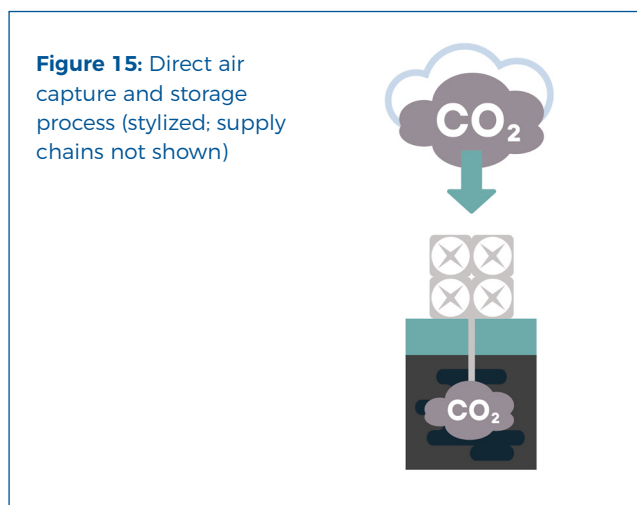 Figure 15: Direct air
capture and storage
process (stylized; supply
chains not shown)
CO₂
CO₂